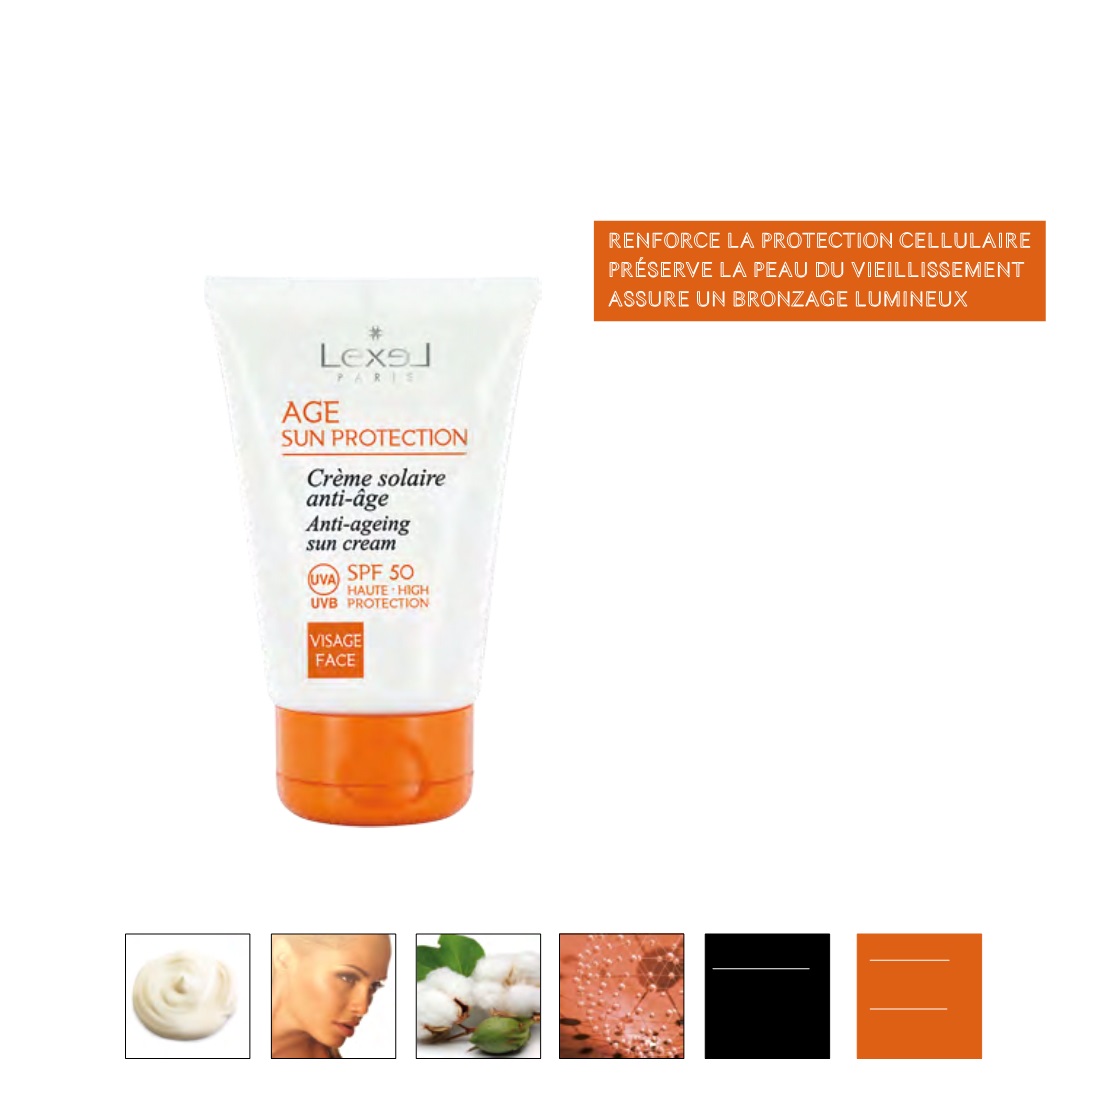 RENFORCE LA PROTECTION CELLULAIRE
PRÉSERVE LA PEAU DU VIEILLISSEMENT
ASSURE UN BRONZAGE LUMINEUX
Lexel
PARIS
AGE
SUN PROTECTION
Crème solaire
anti-âge
Anti-ageing
sun cream
UVA
UVB
SPF 50
HAUTE · HIGH
PROTECTION
VISAGE
FACE